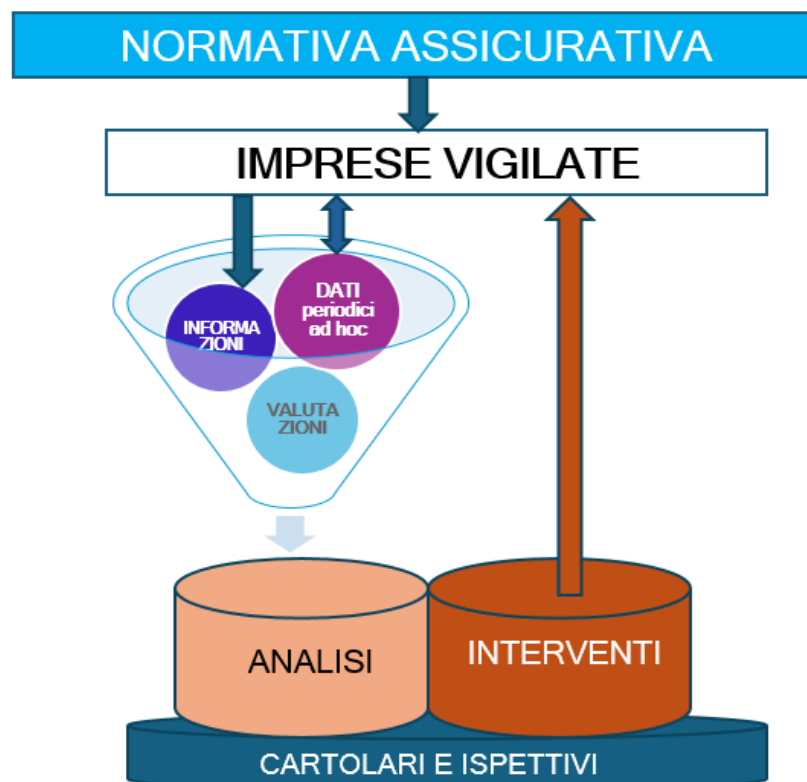 NORMATIVA ASSICURATIVA
IMPRESE VIGILATE
DATI
periodici
ad hoc
INFORMA
ZIONI
VALUTA
ZIONI
ANALISI
INTERVENTI
CARTOLARI E ISPETTIVI